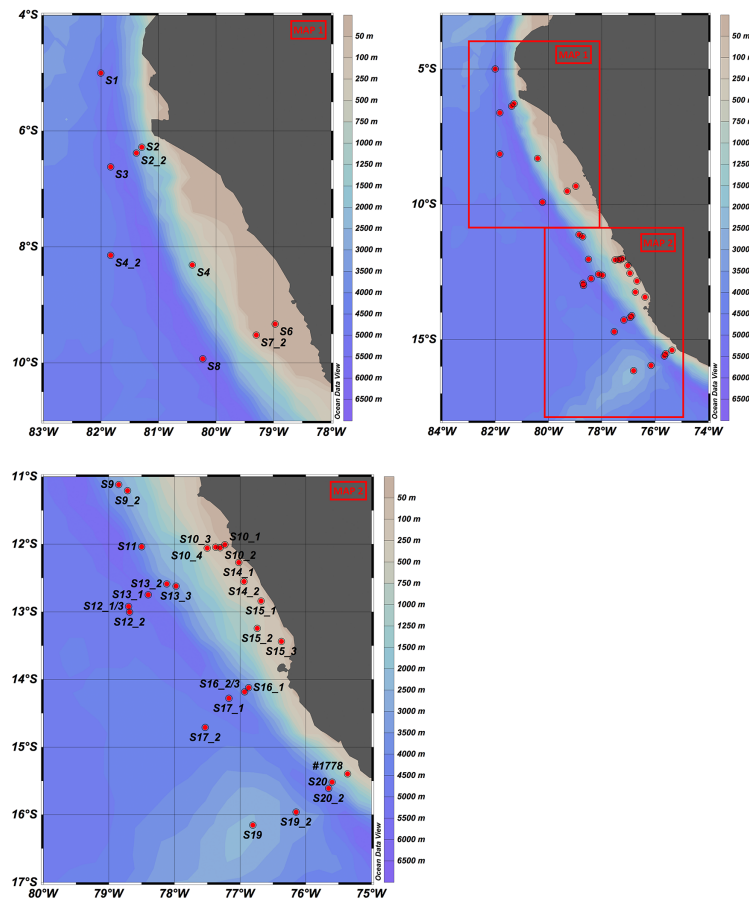 4°S
6°S
8°S
10°S
83°W
82°W
81°W
80°W
79°W
78°W
MAP 1
S1
S2
S2_2
S3
S4_2
S4
S6
S7_2
S8
Ocean Data View
50 m
100 m
250 m
500 m
750 m
1000 m
1250 m
1500 m
2000 m
2500 m
3000 m
3500 m
4000 m
4500 m
5000 m
5500 m
6000 m
6500 m
5°S
10°S
15°S
84°W
82°W
80°W
78°W
76°W
74°W
MAP 1
MAP 2
Ocean Data View
50 m
100 m
250 m
500 m
750 m
1000 m
1250 m
1500 m
2000 m
2500 m
3000 m
3500 m
4000 m
4500 m
5000 m
5500 m
6000 m
6500 m
11°S
12°S
13°S
14°S
15°S
16°S
17°S
80°W
79°W
78°W
77°W
76°W
75°W
MAP 2
S9
S9_2
S11
S10_3
S10_1
S10_4
S10_2
S14_1
S13_2
S13_1
S13_3
S14_2
S12_1/3
S12_2
S15_1
S15_2
S15_3
S16_2/3
S16_1
S17_1
S17_2
#1778
S20
S20_2
S19_2
S19
Ocean Data View
50 m
100 m
250 m
500 m
750 m
1000 m
1250 m
1500 m
2000 m
2500 m
3000 m
3500 m
4000 m
4500 m
5000 m
5500 m
6000 m
6500 m